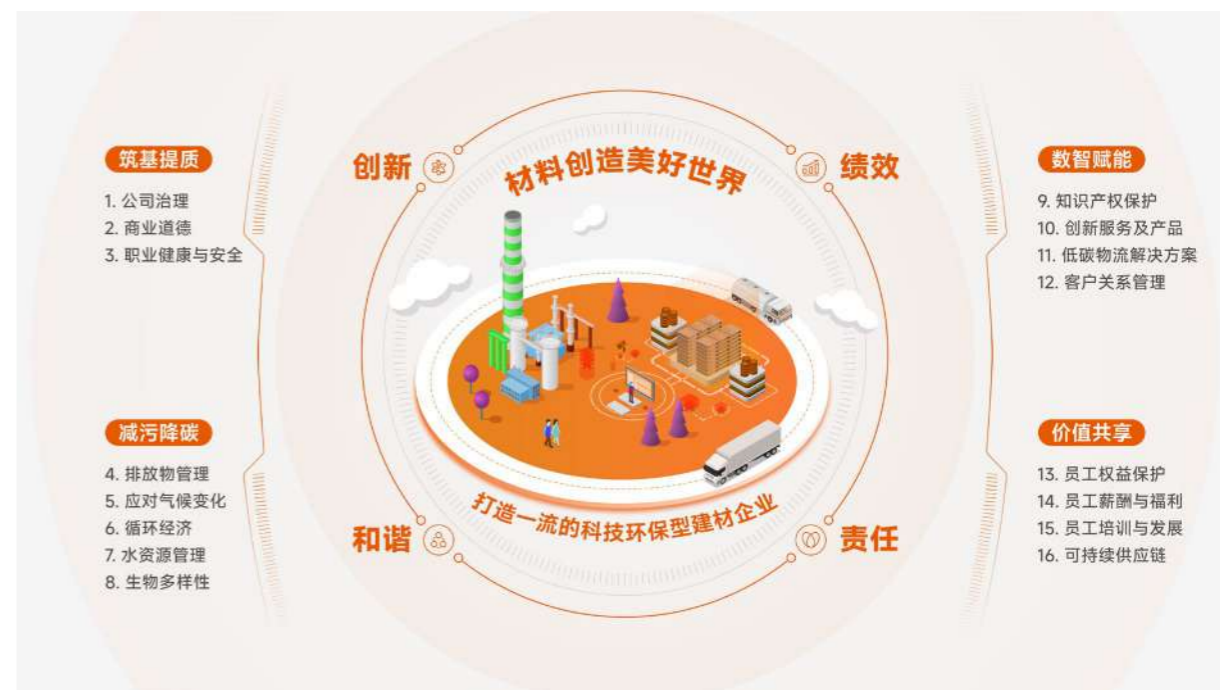 筑基提质
1. 公司治理
2. 商业道德
3. 职业健康与安全
减污降碳
4. 排放物管理
5. 应对气候变化
6. 循环经济
7. 水资源管理
8. 生物多样性
创新
绩效
材料创造美好世界
打造一流的科技环保型建材企业
和谐
责任
数智赋能
9. 知识产权保护
10. 创新服务及产品
11. 低碳物流解决方案
12. 客户关系管理
价值共享
13. 员工权益保护
14. 员工薪酬与福利
15. 员工培训与发展
16. 可持续供应链